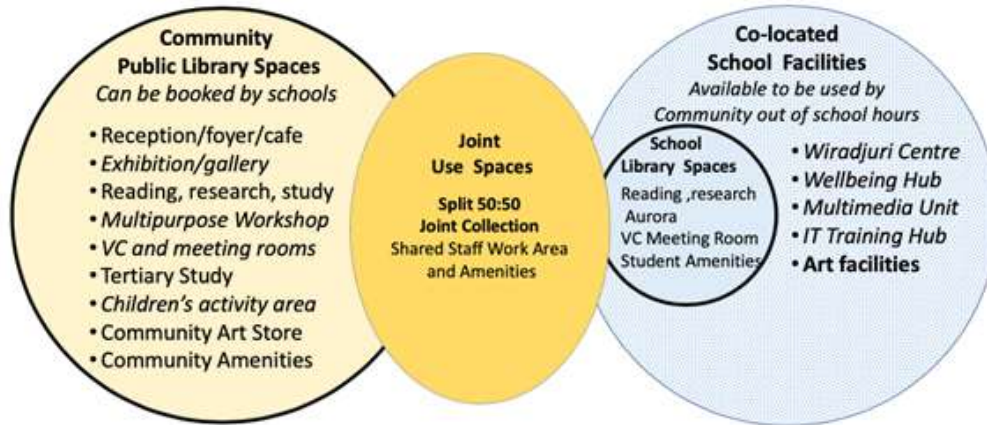 Community
Public Library Spaces
Can be booked by schools
• Reception/foyer/cafe
• Exhibition/gallery
• Reading, research, study
• Multipurpose Workshop
• VC and meeting rooms
• Tertiary Study
• Children's activity area
• Community Art Store
• Community Amenities
Joint
Use Spaces
Split 50:50
Joint Collection
Shared Staff Work Area
and Amenities
Co-located
School Facilities
Available to be used by
Community out of school hours
School
Library Spaces
Reading ,research
Aurora
VC Meeting Room
Student Amenities
• Wiradjuri Centre
• Wellbeing Hub
• Multimedia Unit
• IT Training Hub
• Art facilities